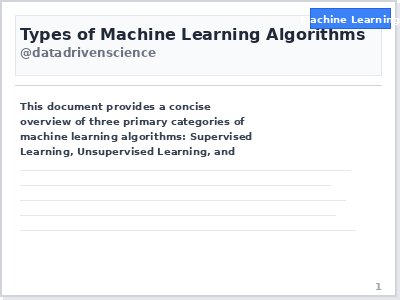 Machine Learning
Types of Machine Learning Algorithms
@datadrivenscience
This document provides a concise
overview of three primary categories of
machine learning algorithms: Supervised
Learning, Unsupervised Learning, and
1